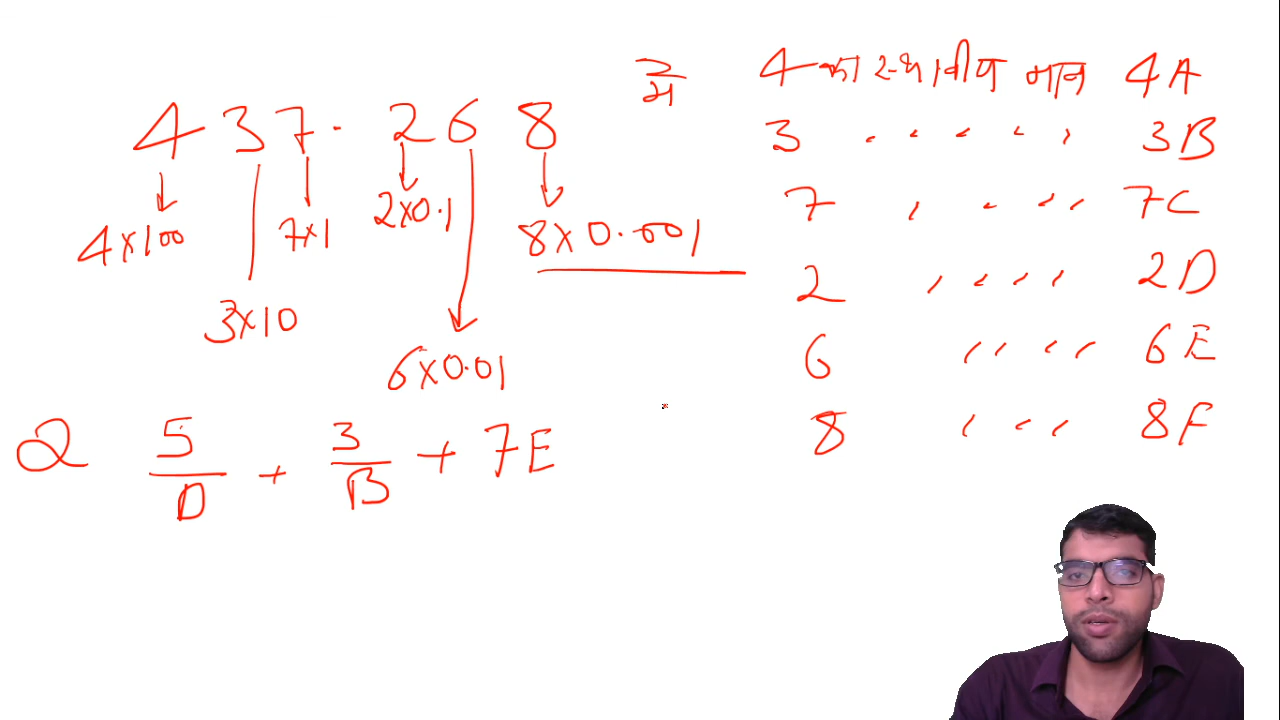 437.268
में
4 का स्थानीय मान 4A
3 " " " 3B
7 " " " 7C
2 " " " 2D
6 " " 6E
8 " " 8F
4×100
7×1
2×0.1
8×0.001
3×10
6×0.01
Q 5/D + 3/B + 7E